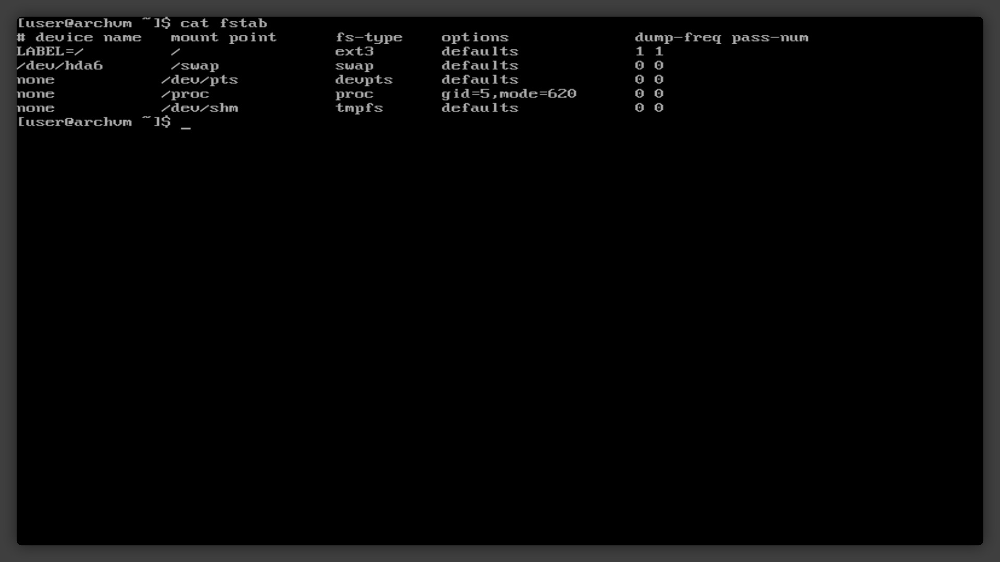 [user@archvm ~]$ cat fstab
# device name   mount point      fs-type    options             dump-freq pass-num
LABEL=/         /                ext3       defaults            1 1
/dev/hda6       /swap            swap       defaults            0 0
none           /dev/pts          devpts     defaults            0 0
none           /proc             proc       gid=5,mode=620      0 0
none           /dev/shm          tmpfs      defaults            0 0
[user@archvm ~]$ _